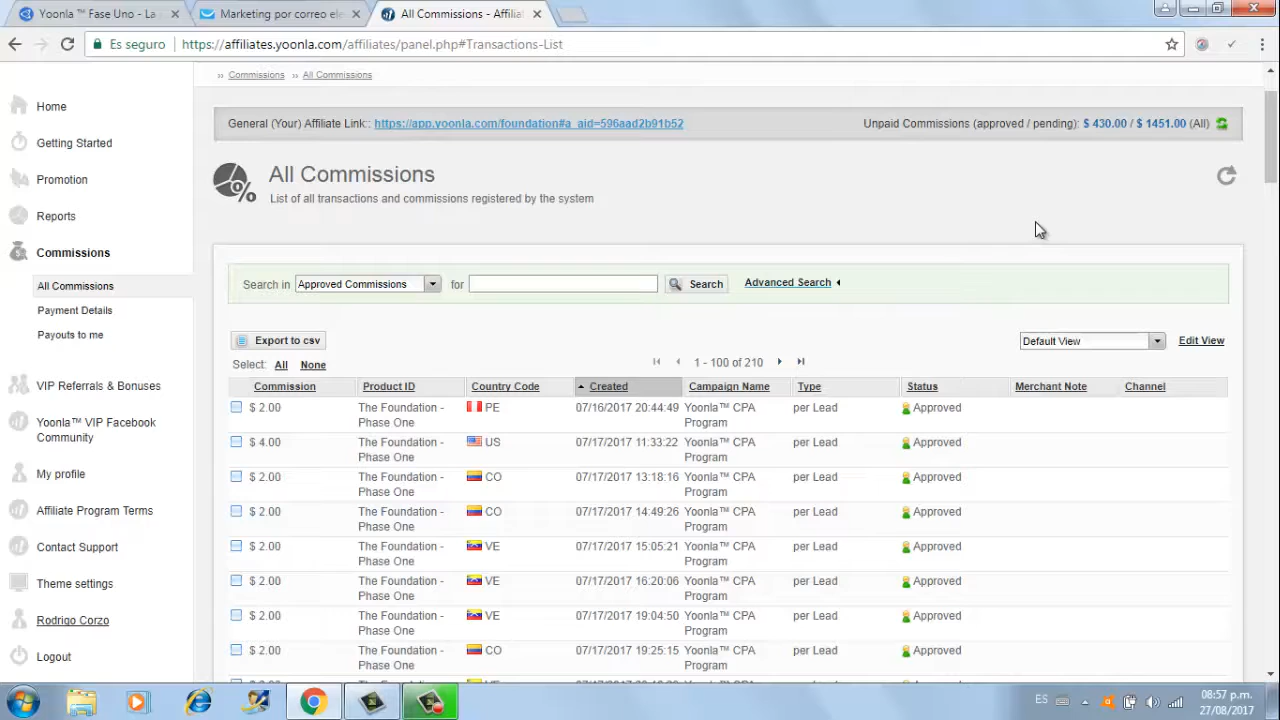 Yoonla ™ Fase Uno - La
Marketing por correo ele
All Commissions - Affilia
Es seguro
https://affiliates.yoonla.com/affiliates/panel.php#Transactions-List
›› Commissions ›› All Commissions
General (Your) Affiliate Link:: https://app.yoonla.com/foundation#a_aid=596aad2b91b52 Unpaid Commissions (approved / pending): $ 430.00 / $ 1451.00 (All)
Home
Getting Started
Promotion
Reports
Commissions
All Commissions
Payment Details
Payouts to me
VIP Referrals & Bonuses
Yoonla™ VIP Facebook
Community
My profile
Affiliate Program Terms
Contact Support
Theme settings
Rodrigo Corzo
Logout
All Commissions
List of all transactions and commissions registered by the system
Search in Approved Commissions for Search Advanced Search
Export to csv Default View Edit View
Select: All None 1 - 100 of 210
Commission Product ID Country Code Created Campaign Name Type Status Merchant Note Channel
$ 2.00 The Foundation - PE 07/16/2017 20:44:49 Yoonla™ CPA per Lead Approved
Phase One Program
$ 4.00 The Foundation - US 07/17/2017 11:33:22 Yoonla™ CPA per Lead Approved
Phase One Program
$ 2.00 The Foundation - CO 07/17/2017 13:18:16 Yoonla™ CPA per Lead Approved
Phase One Program
$ 2.00 The Foundation - CO 07/17/2017 14:49:26 Yoonla™ CPA per Lead Approved
Phase One Program
$ 2.00 The Foundation - VE 07/17/2017 15:05:21 Yoonla™ CPA per Lead Approved
Phase One Program
$ 2.00 The Foundation - VE 07/17/2017 16:20:06 Yoonla™ CPA per Lead Approved
Phase One Program
$ 2.00 The Foundation - VE 07/17/2017 19:04:50 Yoonla™ CPA per Lead Approved
Phase One Program
$ 2.00 The Foundation - CO 07/17/2017 19:25:15 Yoonla™ CPA per Lead Approved
Phase One Program
ES
08:57 p.m.
27/08/2017